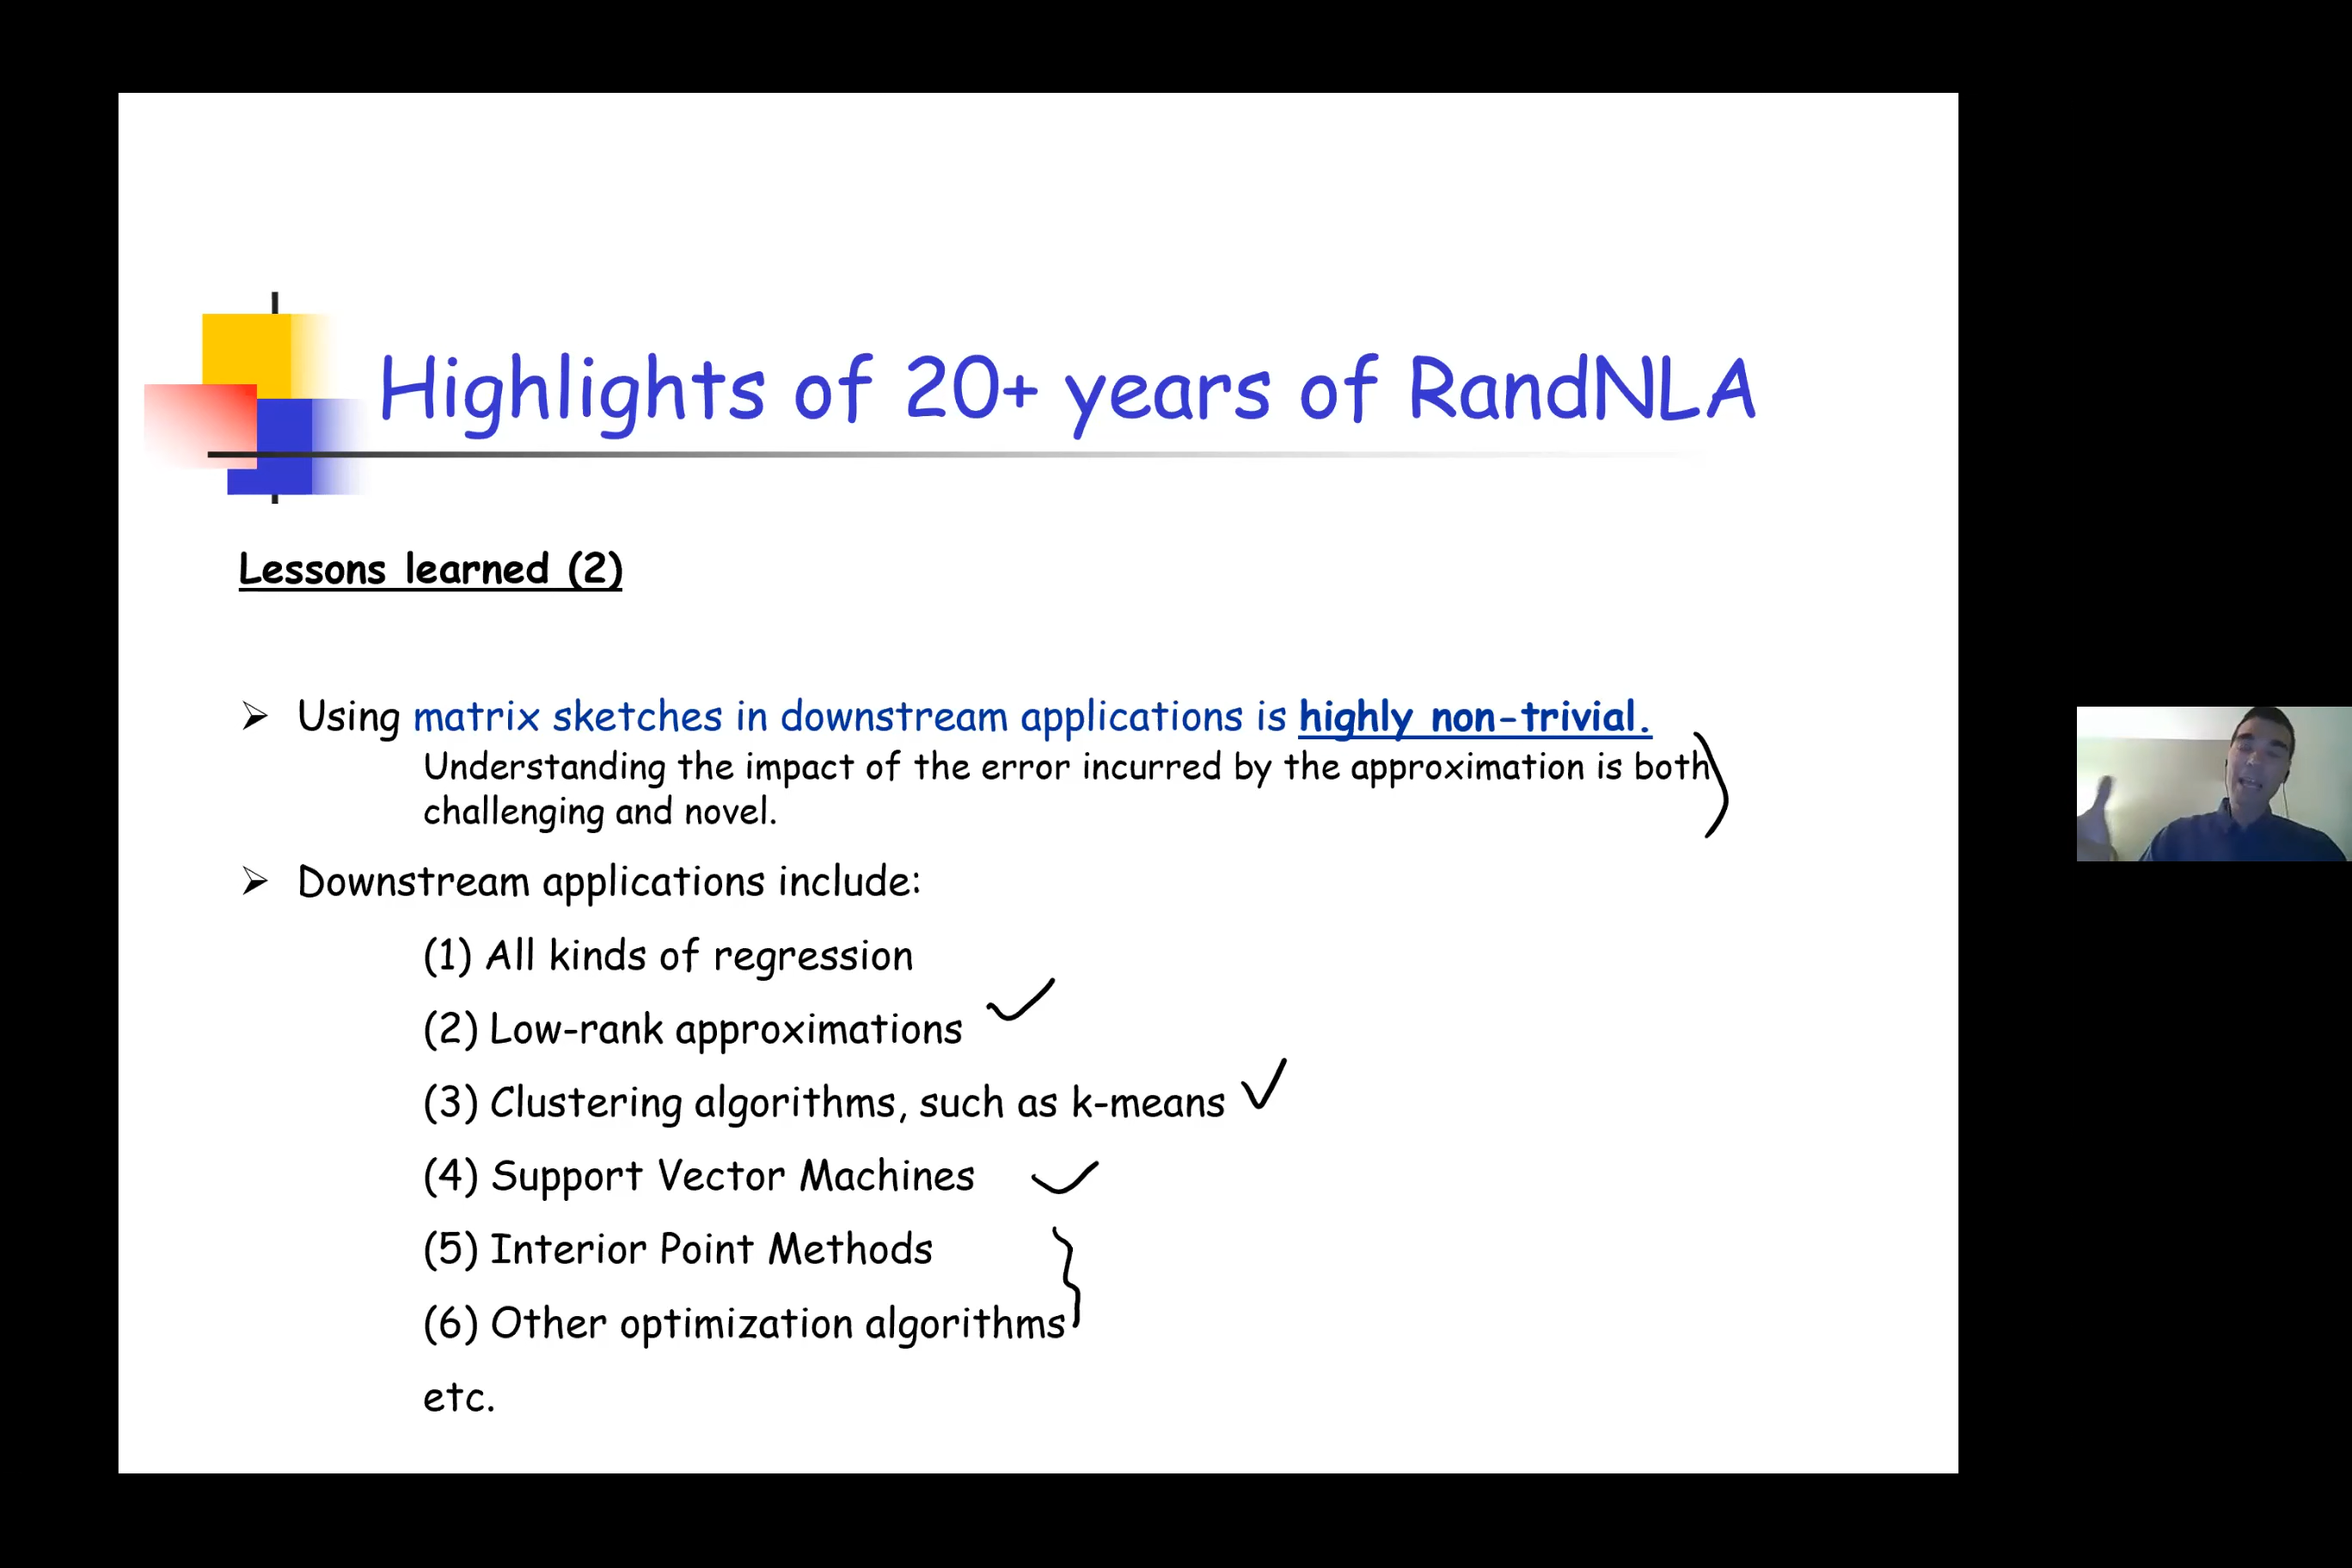 Highlights of 20+ years of RandNLA
Lessons learned (2)
➢ Using matrix sketches in downstream applications is highly non-trivial.
Understanding the impact of the error incurred by the approximation is both
challenging and novel.
➢ Downstream applications include:
(1) All kinds of regression
(2) Low-rank approximations
(3) Clustering algorithms, such as k-means
(4) Support Vector Machines
(5) Interior Point Methods
(6) Other optimization algorithms
etc.